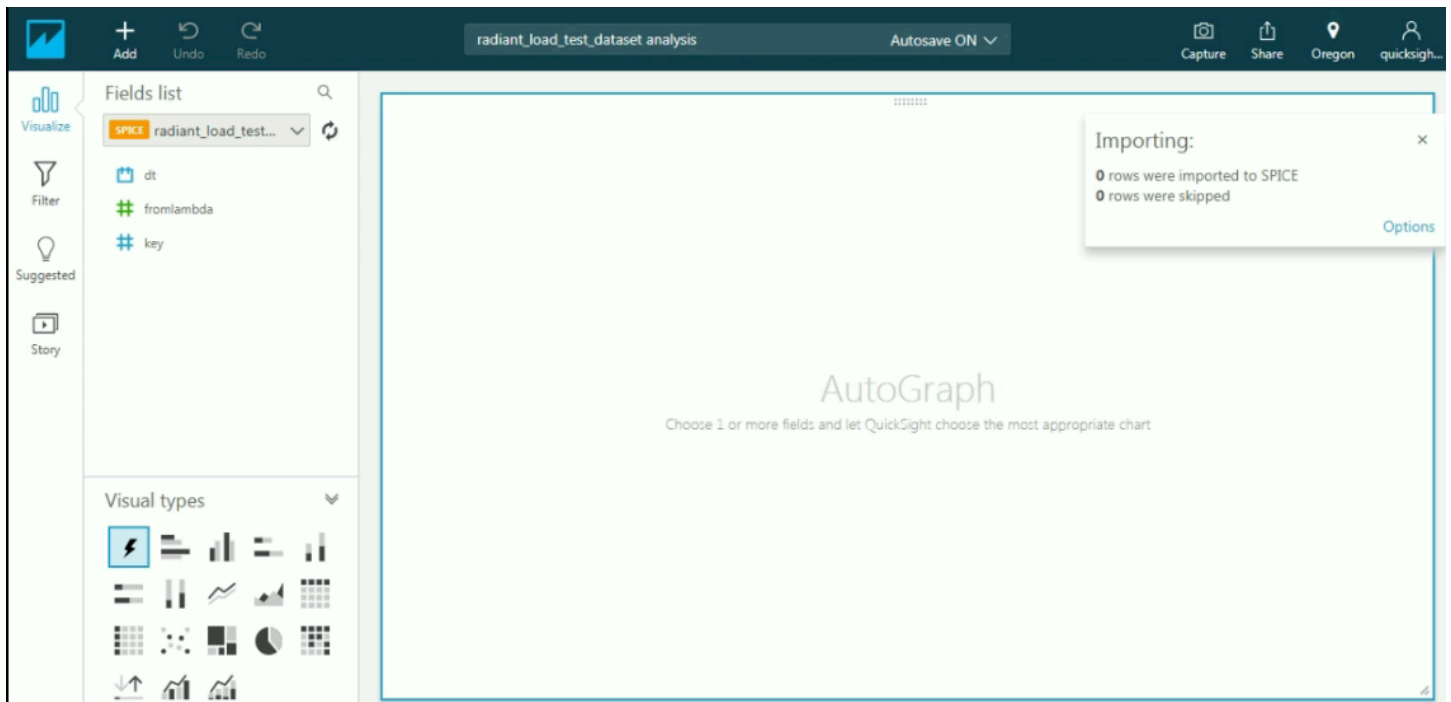 Add
Undo
Redo
radiant_load_test_dataset analysis
Autosave ON
Capture
Share
Oregon
quicksigh...
Visualize
Filter
Suggested
Story
Fields list
SPICE radiant_load_test...
dt
fromlambda
key
Visual types
Importing:
0 rows were imported to SPICE
0 rows were skipped
Options
AutoGraph
Choose 1 or more fields and let QuickSight choose the most appropriate chart